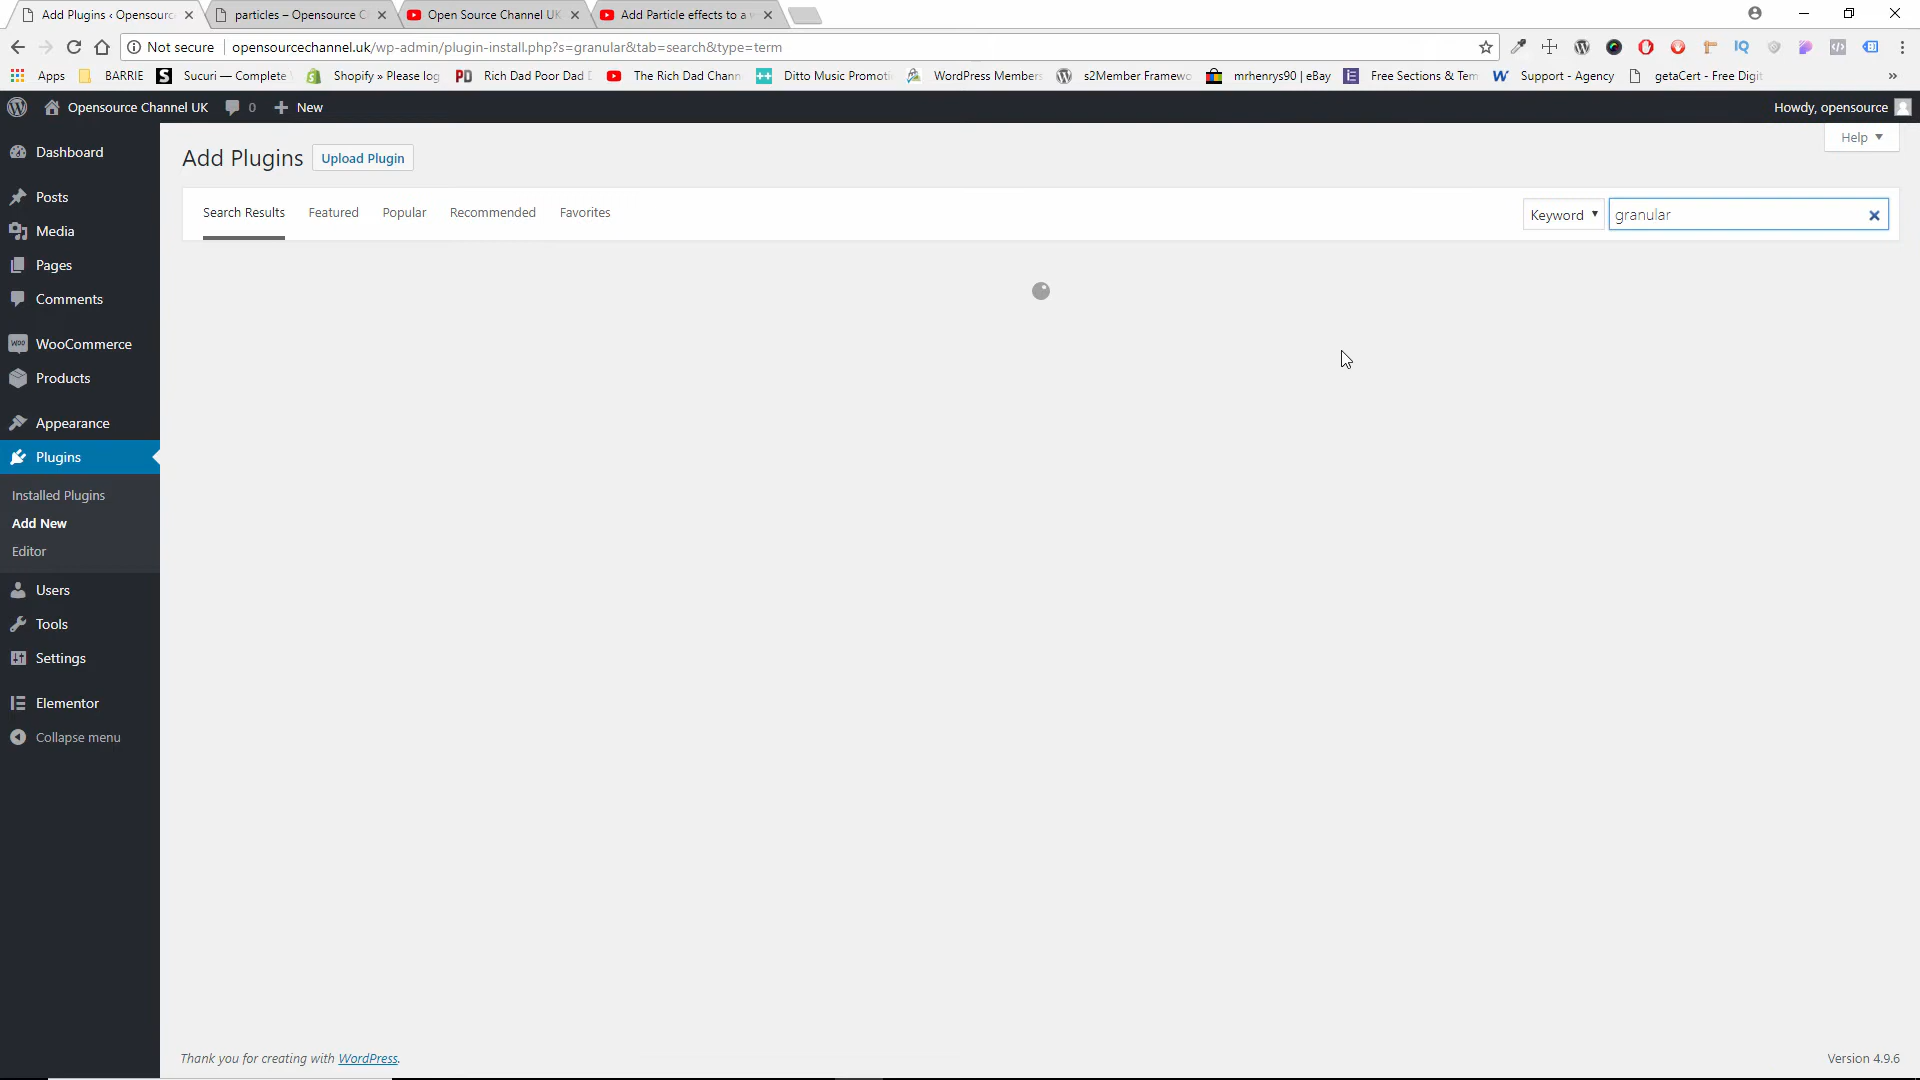 Add Plugins ‹ Opensourc
particles – Opensource C
Open Source Channel UK
Add Particle effects to a w
Not secure
opensourcechannel.uk/wp-admin/plugin-install.php?s=granular&tab=search&type=term
Apps
BARRIE
Sucuri — Complete
Shopify » Please log
Rich Dad Poor Dad
The Rich Dad Chann
Ditto Music Promoti
WordPress Members
s2Member Framewo
mrhenrys90 | eBay
Free Sections & Tem
Support - Agency
getaCert - Free Digit
»
Opensource Channel UK
0
New
Howdy, opensource
Help
Dashboard
Posts
Media
Pages
Comments
WooCommerce
Products
Appearance
Plugins
Installed Plugins
Add New
Editor
Users
Tools
Settings
Elementor
Collapse menu
Add Plugins
Upload Plugin
Search Results
Featured
Popular
Recommended
Favorites
Keyword
granular
Thank you for creating with WordPress.
Version 4.9.6